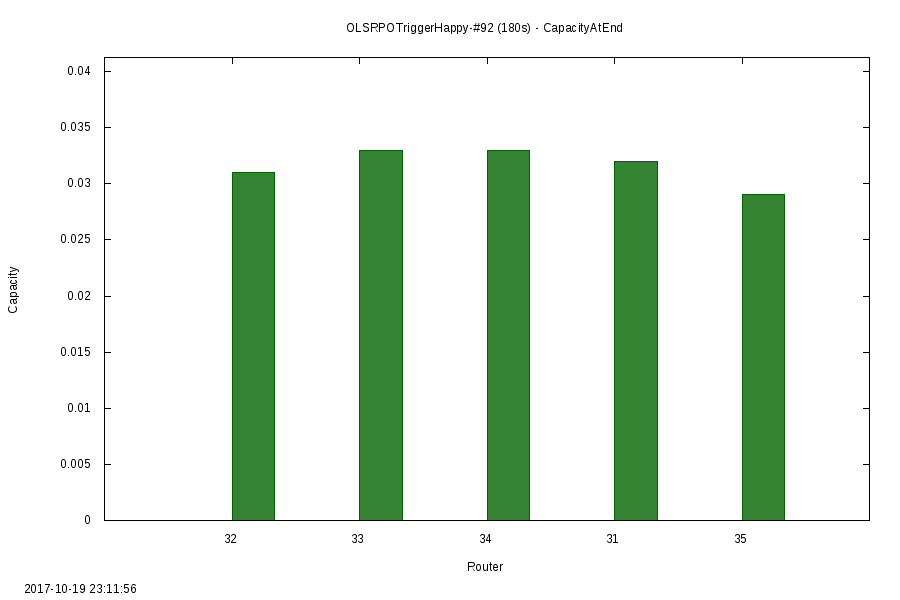 OLSRPOTriggerHappy-#92 (180s) - CapacityAtEnd
0.04
0.035
0.03
0.025
0.02
0.015
0.01
0.005
0
Capacity
32 33 34 31 35
Router
2017-10-19 23:11:56